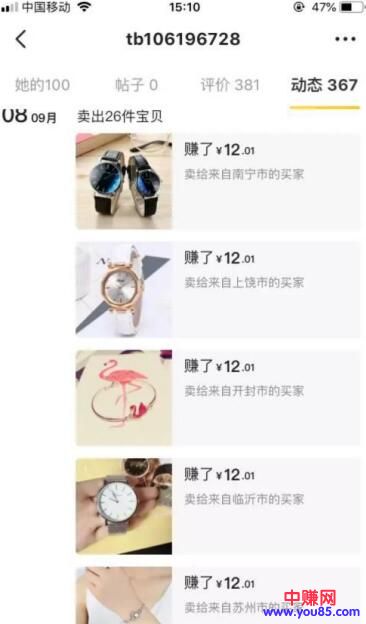 中国移动 15:10 47%
tb106196728
她的100 帖子 0 评价 381 动态 367
08 09月 卖出26件宝贝
赚了 ¥12.01
卖给来自南宁市的买家
赚了 ¥12.01
卖给来自上饶市的买家
赚了 ¥12.01
卖给来自开封市的买家
赚了 ¥12.01
卖给来自临沂市的买家
赚了 ¥12.01
卖给来自苏州市的买家
中赚网
www.you85.com